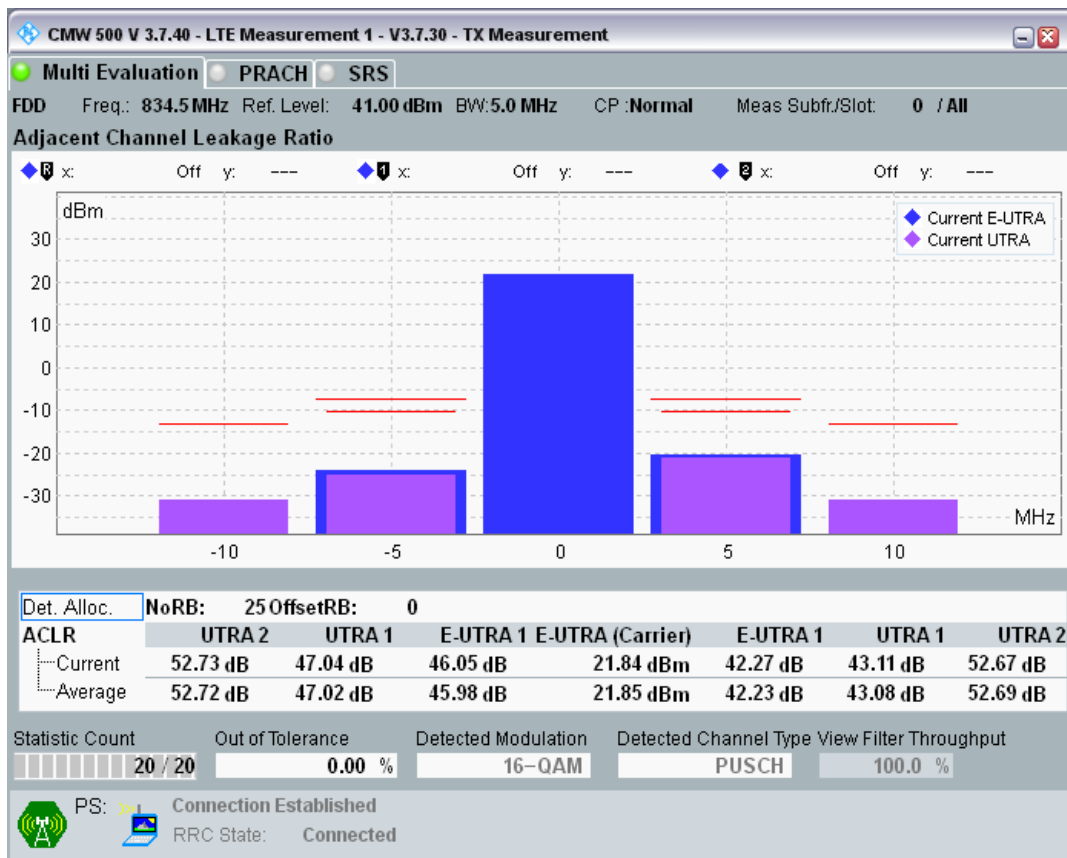 CMW 500 V 3.7.40 - LTE Measurement 1 - V3.7.30 - TX Measurement
Multi Evaluation PRACH SRS
FDD Freq.: 834.5 MHz Ref. Level: 41.00 dBm BW:5.0 MHz CP :Normal Meas Subfr./Slot: 0 / All
Adjacent Channel Leakage Ratio
R x: Off y: --- 1 x: Off y: --- 2 x: Off y: ---
dBm
Current E-UTRA
Current UTRA
30
20
10
0
-10
-20
-30
MHz
-10 -5 0 5 10
Det. Alloc. NoRB: 25 OffsetRB: 0
ACLR UTRA 2 UTRA 1 E-UTRA 1 E-UTRA (Carrier) E-UTRA 1 UTRA 1 UTRA 2
Current 52.73 dB 47.04 dB 46.05 dB 21.84 dBm 42.27 dB 43.11 dB 52.67 dB
Average 52.72 dB 47.02 dB 45.98 dB 21.85 dBm 42.23 dB 43.08 dB 52.69 dB
Statistic Count Out of Tolerance Detected Modulation Detected Channel Type View Filter Throughput
20 / 20 0.00 % 16-QAM PUSCH 100.0 %
PS: Connection Established
RRC State: Connected